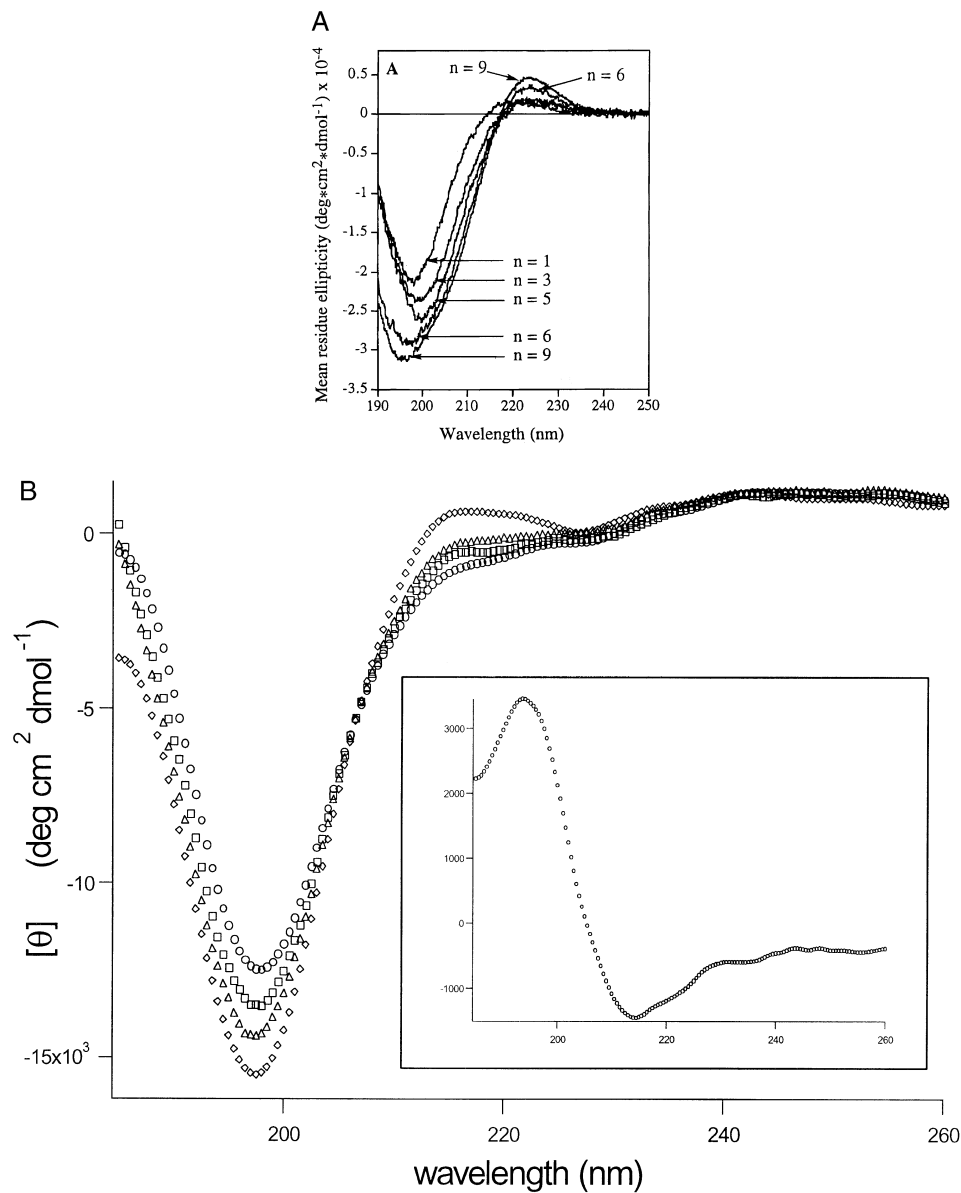 A
A
n = 9
n = 6
0.5
0
-0.5
-1
-1.5
-2
-2.5
-3
-3.5
n = 1
n = 3
n = 5
n = 6
n = 9
190 200 210 220 230 240 250
Wavelength (nm)
Mean residue ellipticity (deg*cm2*dmol-1) x 10-4
B
0
-5
-10
-15x103
[θ] (deg cm 2 dmol-1)
3000
2000
1000
0
-1000
200 220 240 260
200 220 240 260
wavelength (nm)